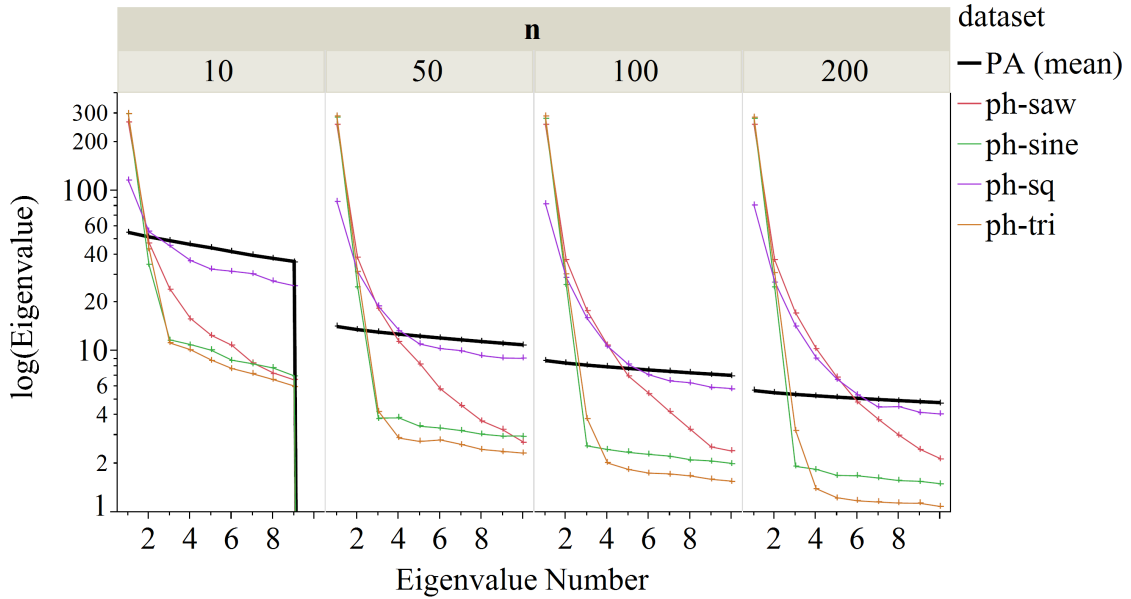 n
10 50 100 200
dataset
PA (mean)
ph-saw
ph-sine
ph-sq
ph-tri
log(Eigenvalue)
300
200
100
60
40
20
10
6
4
2
1
2 4 6 8 2 4 6 8 2 4 6 8 2 4 6 8
Eigenvalue Number